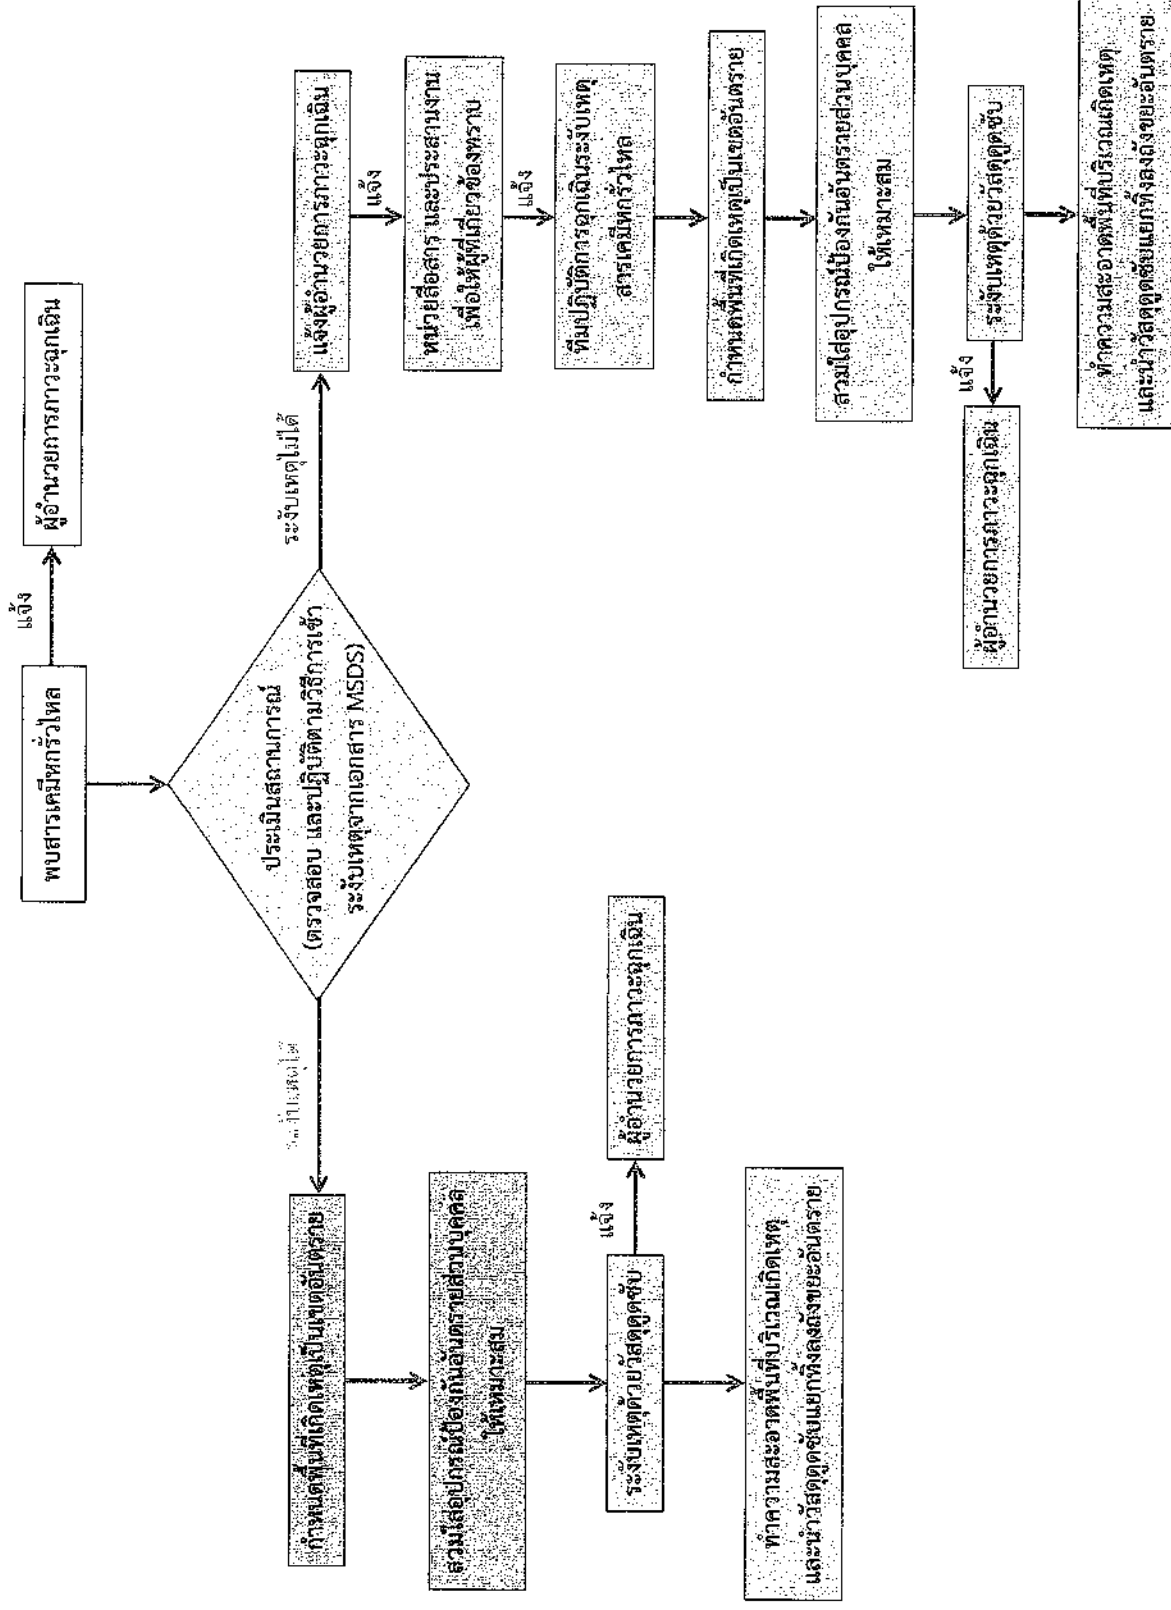 พบสารเคมีหกรั่วไหล
แจ้ง
ผู้อำนวยการภาวะฉุกเฉิน
ประเมินสถานการณ์
(ตรวจสอบ และปฏิบัติตามวิธีการเข้า
ระงับเหตุจากเอกสาร MSDS)
ระงับเหตุได้
กำหนดพื้นที่เกิดเหตุเป็นเขตอันตราย
สวมใส่อุปกรณ์ป้องกันอันตรายส่วนบุคคล
ให้เหมาะสม
ระงับเหตุด้วยวัสดุดูดซับ
แจ้ง
ผู้อำนวยการภาวะฉุกเฉิน
ทำความสะอาดพื้นที่บริเวณเกิดเหตุ
และนำวัสดุดูดซับแยกทิ้งลงถังขยะอันตราย
ระงับเหตุไม่ได้
แจ้งผู้อำนวยการภาวะฉุกเฉิน
แจ้ง
หน่วยสื่อสาร และประสานงาน
เพื่อให้ผู้ที่เกี่ยวข้องทราบ
แจ้ง
ทีมปฏิบัติการฉุกเฉินระงับเหตุ
สารเคมีหกรั่วไหล
กำหนดพื้นที่เกิดเหตุเป็นเขตอันตราย
สวมใส่อุปกรณ์ป้องกันอันตรายส่วนบุคคล
ให้เหมาะสม
ระงับเหตุด้วยวัสดุดูดซับ
แจ้ง
ผู้อำนวยการภาวะฉุกเฉิน
ทำความสะอาดพื้นที่บริเวณเกิดเหตุ
และนำวัสดุดูดซับแยกทิ้งลงถังขยะอันตราย